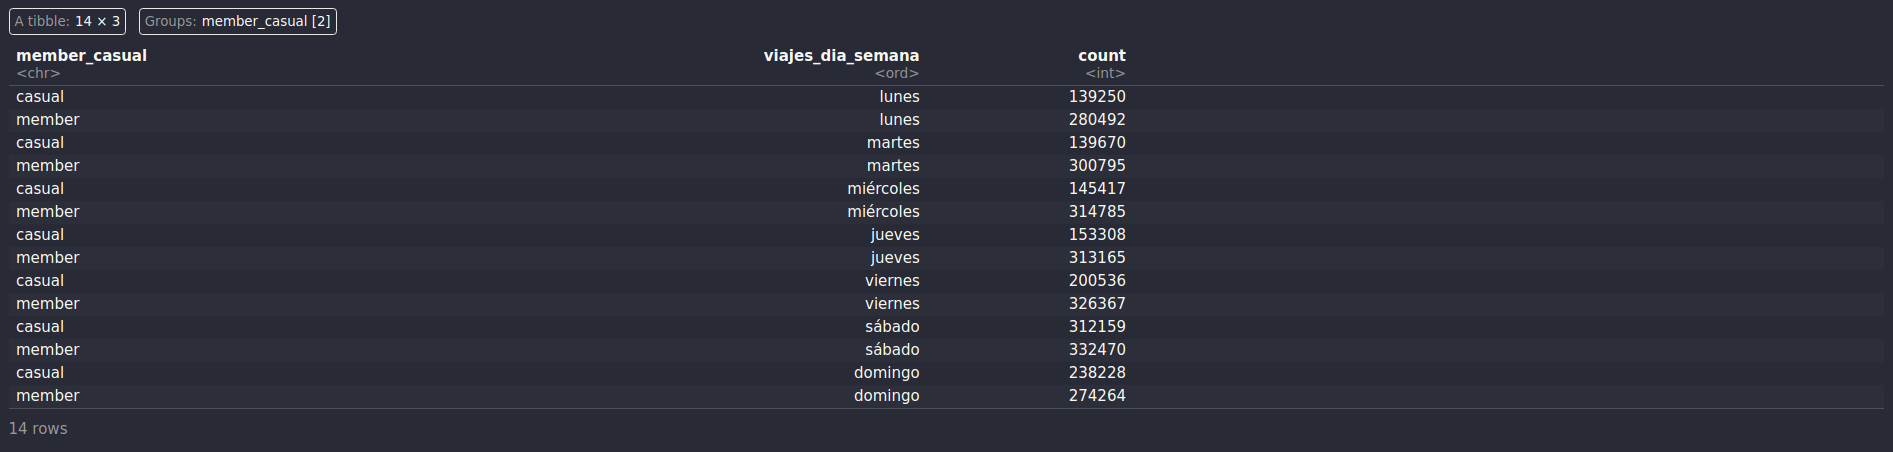 A tibble: 14 × 3 Groups: member_casual [2]
member_casual viajes_dia_semana count
<chr> <ord> <int>
casual lunes 139250
member lunes 280492
casual martes 139670
member martes 300795
casual miércoles 145417
member miércoles 314785
casual jueves 153308
member jueves 313165
casual viernes 200536
member viernes 326367
casual sábado 312159
member sábado 332470
casual domingo 238228
member domingo 274264
14 rows